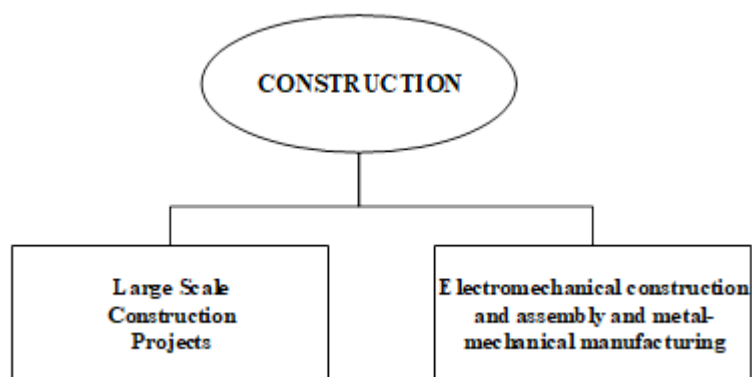 CONSTRUCTION
Large Scale
Construction
Projects
Electromechanical construction
and assembly and metal-
mechanical manufacturing